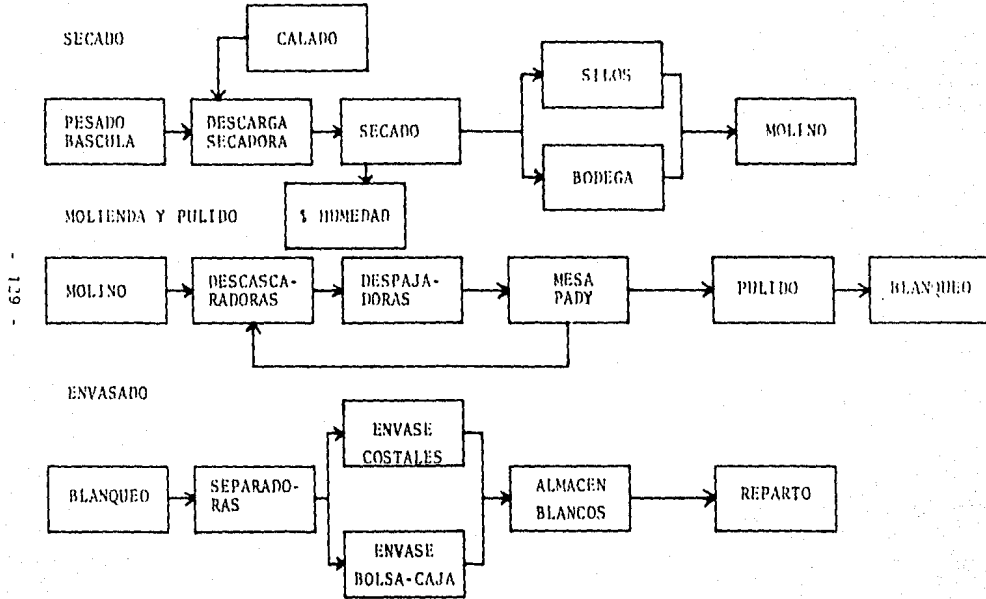 SECADO
CALADO
SILOS
PESADO
BASCULA
DESCARGA
SECADORA
SECADO
MOLINO
BODEGA
% HUMEDAD
MOLIENDA Y PULIDO
MOLINO
DESCASCA-
RADORAS
DESPAJA-
DORAS
MESA
PADY
PULIDO
BLANQUEO
- 129 -
ENVASADO
ENVASE
COSTALES
BLANQUEO
SEPARADO-
RAS
ALMACEN
BLANCOS
REPARTO
ENVASE
BOLSA-CAJA